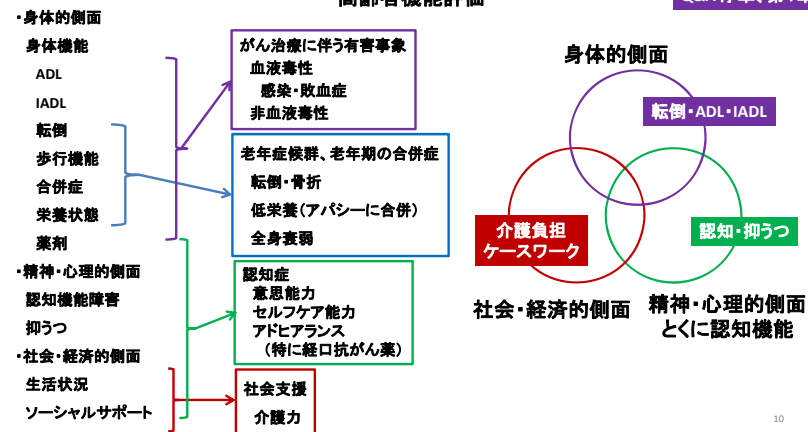 ・身体的側面
身体機能
ADL
IADL
転倒
歩行機能
合併症
栄養状態
薬剤
・精神・心理的側面
認知機能障害
抑うつ
・社会・経済的側面
生活状況
ソーシャルサポート
がん治療に伴う有害事象
血液毒性
感染・敗血症
非血液毒性
老年症候群、老年期の合併症
転倒・骨折
低栄養(アパシーに合併)
全身衰弱
認知症
意思能力
セルフケア能力
アドヒアランス
(特に経口抗がん薬)
社会支援
介護力
身体的側面
転倒・ADL・IADL
介護負担
ケースワーク
認知・抑うつ
社会・経済的側面
精神・心理的側面
とくに認知機能
10